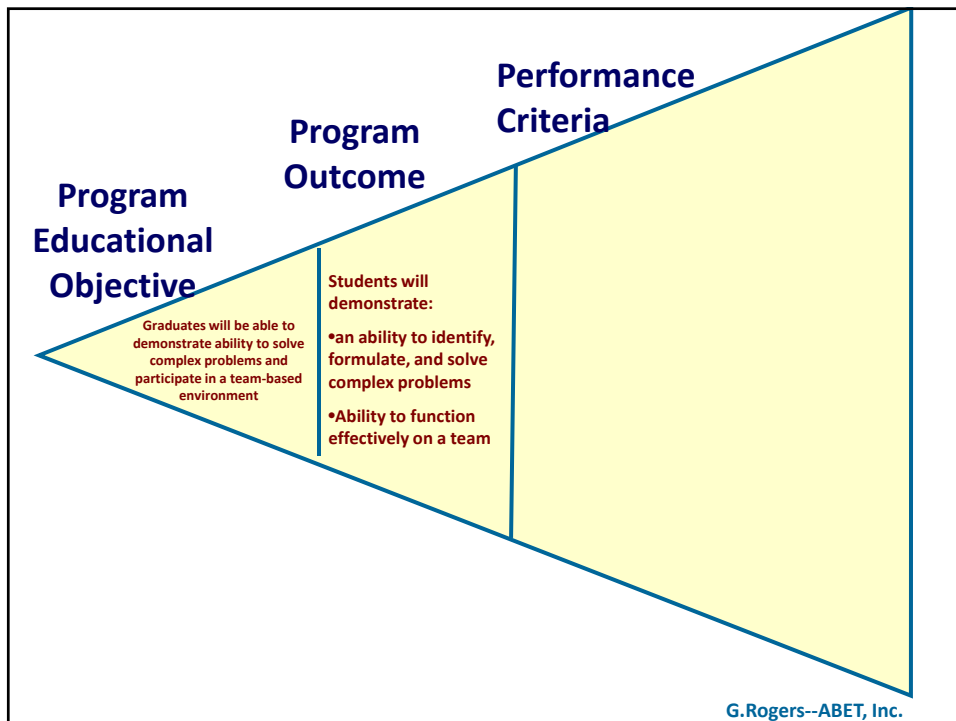 Program
Educational
Objective
Graduates will be able to
demonstrate ability to solve
complex problems and
participate in a team-based
environment
Program
Outcome
Students will
demonstrate:
•an ability to identify,
formulate, and solve
complex problems
•Ability to function
effectively on a team
Performance
Criteria
G.Rogers--ABET, Inc.